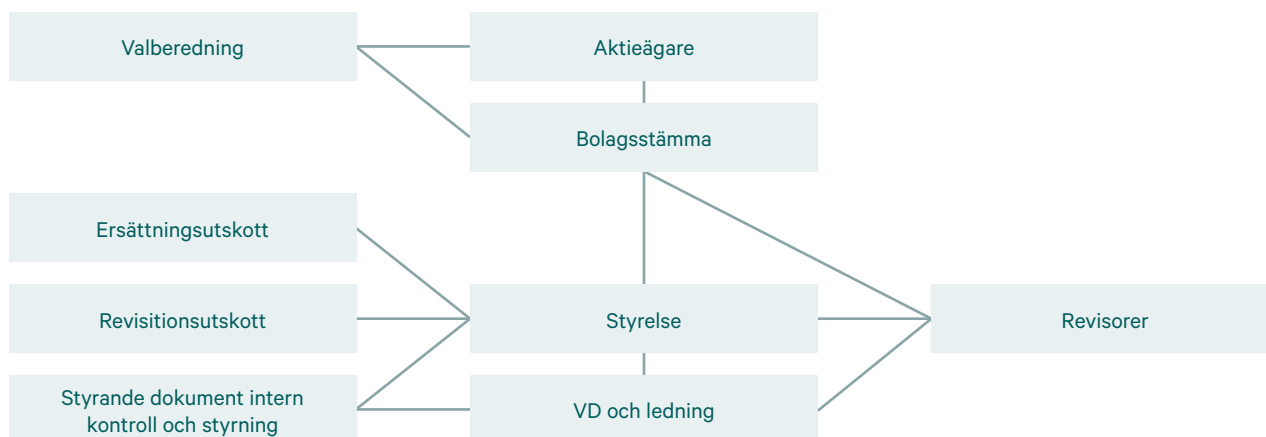 Valberedning
Aktieägare
Bolagsstämma
Ersättningsutskott
Revisitionsutskott
Styrelse
Revisorer
Styrande dokument intern
kontroll och styrning
VD och ledning